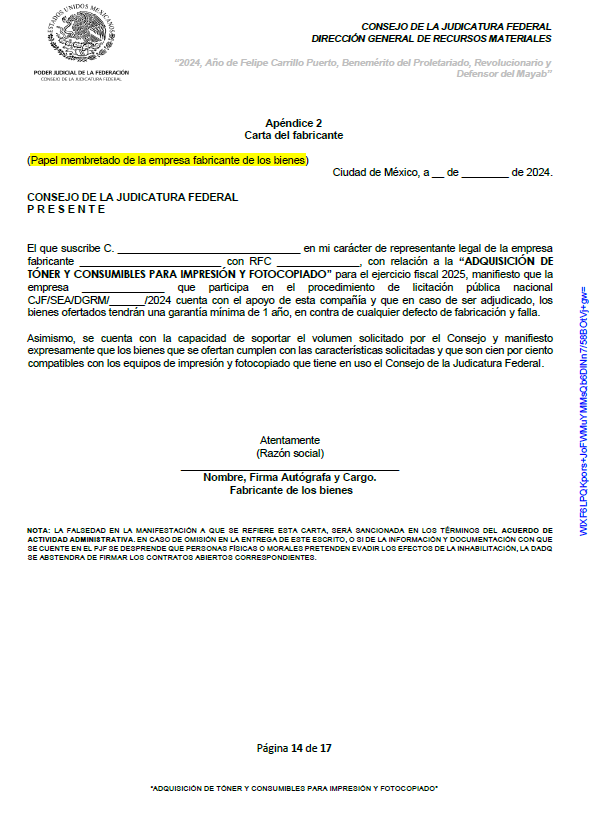 ESTADOS UNIDOS MEXICANOS
PODER JUDICIAL DE LA FEDERACIÓN
CONSEJO DE LA JUDICATURA FEDERAL
CONSEJO DE LA JUDICATURA FEDERAL
DIRECCIÓN GENERAL DE RECURSOS MATERIALES
"2024, Año de Felipe Carrillo Puerto, Benemérito del Proletariado, Revolucionario y
Defensor del Mayab"
Apéndice 2
Carta del fabricante
(Papel membretado de la empresa fabricante de los bienes)
Ciudad de México, a __ de ________ de 2024.
CONSEJO DE LA JUDICATURA FEDERAL
P R E S E N T E
El que suscribe C. ______________________________ en mi carácter de representante legal de la empresa
fabricante _______________________ con RFC ______________, con relación a la "ADQUISICIÓN DE
TÓNER Y CONSUMIBLES PARA IMPRESIÓN Y FOTOCOPIADO" para el ejercicio fiscal 2025, manifiesto que la
empresa ______________ que participa en el procedimiento de licitación pública nacional
CJF/SEA/DGRM/______/2024 cuenta con el apoyo de esta compañía y que en caso de ser adjudicado, los
bienes ofertados tendrán una garantía mínima de 1 año, en contra de cualquier defecto de fabricación y falla.
Asimismo, se cuenta con la capacidad de soportar el volumen solicitado por el Consejo y manifiesto
expresamente que los bienes que se ofertan cumplen con las características solicitadas y que son cien por ciento
compatibles con los equipos de impresión y fotocopiado que tiene en uso el Consejo de la Judicatura Federal.
Atentamente
(Razón social)
____________________________________
Nombre, Firma Autógrafa y Cargo.
Fabricante de los bienes
NOTA: LA FALSEDAD EN LA MANIFESTACIÓN A QUE SE REFIERE ESTA CARTA, SERÁ SANCIONADA EN LOS TÉRMINOS DEL ACUERDO DE
ACTIVIDAD ADMINISTRATIVA. EN CASO DE OMISIÓN EN LA ENTREGA DE ESTE ESCRITO, O SI DE LA INFORMACIÓN Y DOCUMENTACIÓN CON QUE
SE CUENTE EN EL PJF SE DESPRENDE QUE PERSONAS FÍSICAS O MORALES PRETENDEN EVADIR LOS EFECTOS DE LA INHABILITACIÓN, LA DADQ
SE ABSTENDRA DE FIRMAR LOS CONTRATOS ABIERTOS CORRESPONDIENTES.
Página 14 de 17
"ADQUISICIÓN DE TÓNER Y CONSUMIBLES PARA IMPRESIÓN Y FOTOCOPIADO"